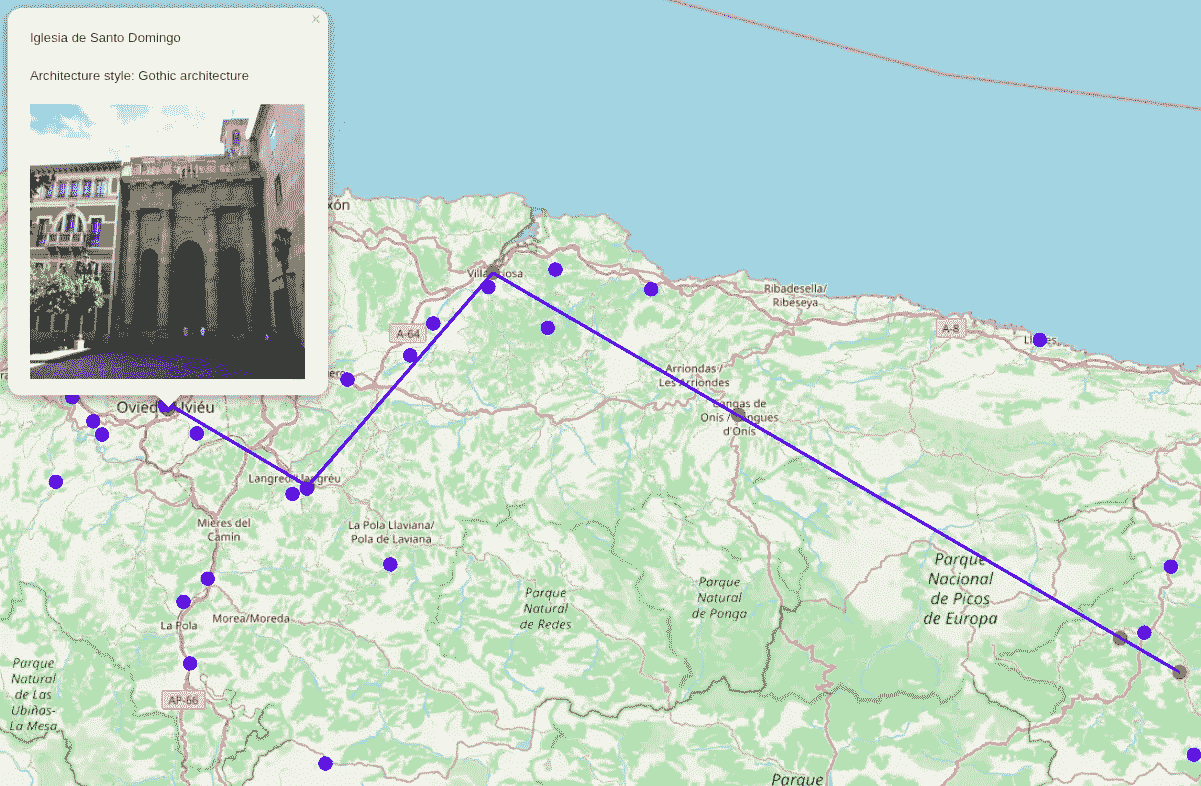 ×
Iglesia de Santo Domingo
Architecture style: Gothic architecture
xón
Villaviciosa
Ribadesella/
Ribeseya
A-64
A-8
Llanes
Arriondas /
Les Arriondes
Cangas de
Onís / Cangues
d'Onís
Langreo/Llangréu
Mieres del
Camín
La Pola Llaviana/
Pola de Laviana
Parque
Nacional
de Picos
de Europa
Parque
Natural
de Redes
Parque
Natural
de Ponga
La Pola
Morea/Moreda
Parque
Natural
de Las
Ubiñas-
La Mesa
AP-66
Parque